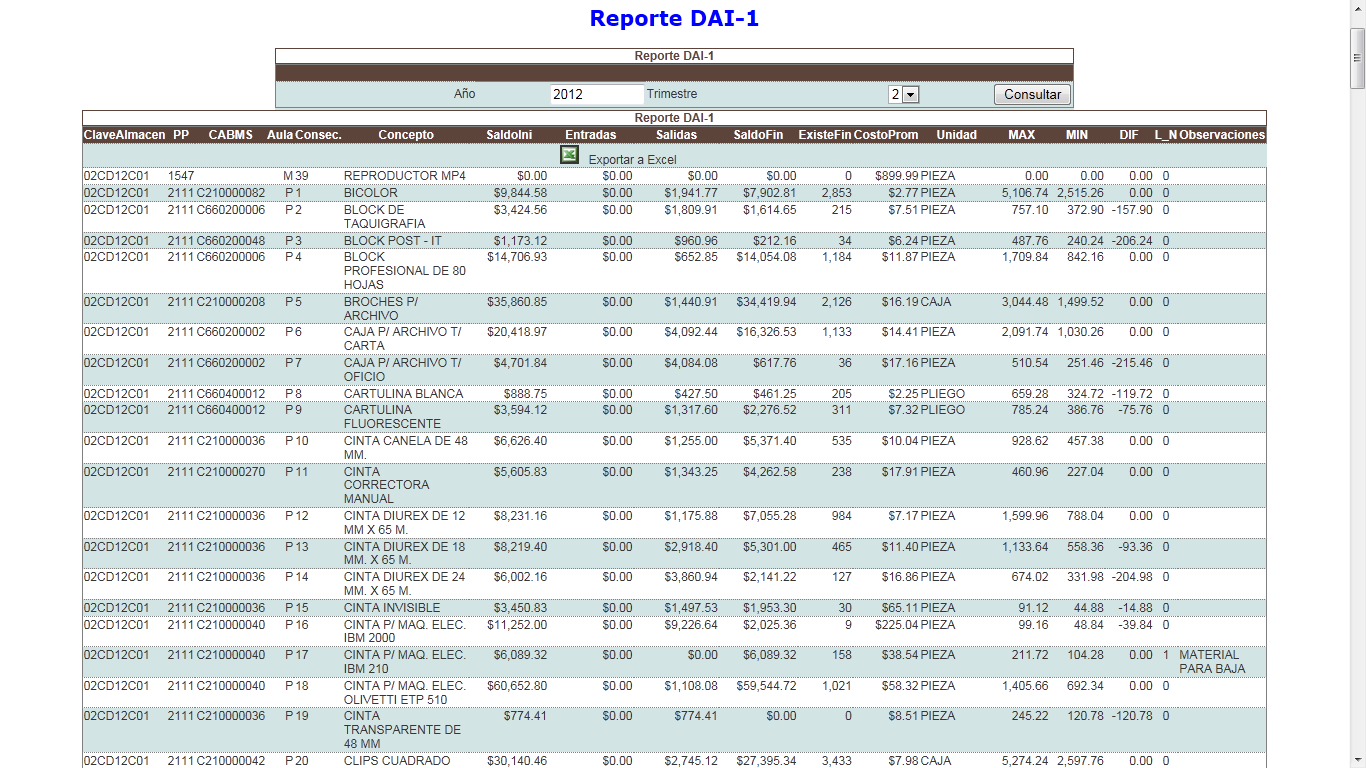 Reporte DAI-1
Reporte DAI-1
Año 2012 Trimestre 2 Consultar
Reporte DAI-1
ClaveAlmacen PP CABMS Aula Consec. Concepto SaldoIni Entradas Salidas SaldoFin ExisteFin CostoProm Unidad MAX MIN DIF L_N Observaciones
Exportar a Excel
02CD12C01 1547 M 39 REPRODUCTOR MP4 $0.00 $0.00 $0.00 $0.00 0 $899.99 PIEZA 0.00 0.00 0.00 0
02CD12C01 2111 C210000082 P 1 BICOLOR $9,844.58 $0.00 $1,941.77 $7,902.81 2,853 $2.77 PIEZA 5,106.74 2,515.26 0.00 0
02CD12C01 2111 C660200006 P 2 BLOCK DE $3,424.56 $0.00 $1,809.91 $1,614.65 215 $7.51 PIEZA 757.10 372.90 -157.90 0
TAQUIGRAFIA
02CD12C01 2111 C660200048 P 3 BLOCK POST - IT $1,173.12 $0.00 $960.96 $212.16 34 $6.24 PIEZA 487.76 240.24 -206.24 0
02CD12C01 2111 C660200006 P 4 BLOCK $14,706.93 $0.00 $652.85 $14,054.08 1,184 $11.87 PIEZA 1,709.84 842.16 0.00 0
PROFESIONAL DE 80
HOJAS
02CD12C01 2111 C210000208 P 5 BROCHES P/ $35,860.85 $0.00 $1,440.91 $34,419.94 2,126 $16.19 CAJA 3,044.48 1,499.52 0.00 0
ARCHIVO
02CD12C01 2111 C660200002 P 6 CAJA P/ ARCHIVO T/ $20,418.97 $0.00 $4,092.44 $16,326.53 1,133 $14.41 PIEZA 2,091.74 1,030.26 0.00 0
CARTA
02CD12C01 2111 C660200002 P 7 CAJA P/ ARCHIVO T/ $4,701.84 $0.00 $4,084.08 $617.76 36 $17.16 PIEZA 510.54 251.46 -215.46 0
OFICIO
02CD12C01 2111 C660400012 P 8 CARTULINA BLANCA $888.75 $0.00 $427.50 $461.25 205 $2.25 PLIEGO 659.28 324.72 -119.72 0
02CD12C01 2111 C660400012 P 9 CARTULINA $3,594.12 $0.00 $1,317.60 $2,276.52 311 $7.32 PLIEGO 785.24 386.76 -75.76 0
FLUORESCENTE
02CD12C01 2111 C210000036 P 10 CINTA CANELA DE 48 $6,626.40 $0.00 $1,255.00 $5,371.40 535 $10.04 PIEZA 928.62 457.38 0.00 0
MM.
02CD12C01 2111 C210000270 P 11 CINTA $5,605.83 $0.00 $1,343.25 $4,262.58 238 $17.91 PIEZA 460.96 227.04 0.00 0
CORRECTORA
MANUAL
02CD12C01 2111 C210000036 P 12 CINTA DIUREX DE 12 $8,231.16 $0.00 $1,175.88 $7,055.28 984 $7.17 PIEZA 1,599.96 788.04 0.00 0
MM X 65 M.
02CD12C01 2111 C210000036 P 13 CINTA DIUREX DE 18 $8,219.40 $0.00 $2,918.40 $5,301.00 465 $11.40 PIEZA 1,133.64 558.36 -93.36 0
MM. X 65 M.
02CD12C01 2111 C210000036 P 14 CINTA DIUREX DE 24 $6,002.16 $0.00 $3,860.94 $2,141.22 127 $16.86 PIEZA 674.02 331.98 -204.98 0
MM. X 65 M.
02CD12C01 2111 C210000036 P 15 CINTA INVISIBLE $3,450.83 $0.00 $1,497.53 $1,953.30 30 $65.11 PIEZA 91.12 44.88 -14.88 0
02CD12C01 2111 C210000040 P 16 CINTA P/ MAQ. ELEC. $11,252.00 $0.00 $9,226.64 $2,025.36 9 $225.04 PIEZA 99.16 48.84 -39.84 0
IBM 2000
02CD12C01 2111 C210000040 P 17 CINTA P/ MAQ. ELEC. $6,089.32 $0.00 $0.00 $6,089.32 158 $38.54 PIEZA 211.72 104.28 0.00 1 MATERIAL
IBM 210 PARA BAJA
02CD12C01 2111 C210000040 P 18 CINTA P/ MAQ. ELEC. $60,652.80 $0.00 $1,108.08 $59,544.72 1,021 $58.32 PIEZA 1,405.66 692.34 0.00 0
OLIVETTI ETP 510
02CD12C01 2111 C210000036 P 19 CINTA $774.41 $0.00 $774.41 $0.00 0 $8.51 PIEZA 245.22 120.78 -120.78 0
TRANSPARENTE DE
48 MM
02CD12C01 2111 C210000042 P 20 CLIPS CUADRADO $30,140.46 $0.00 $2,745.12 $27,395.34 3,433 $7.98 CAJA 5,274.24 2,597.76 0.00 0